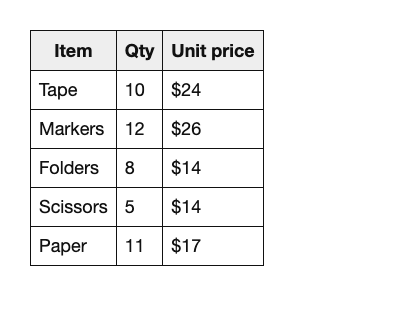 Item Qty Unit price
Tape 10 $24
Markers 12 $26
Folders 8 $14
Scissors 5 $14
Paper 11 $17